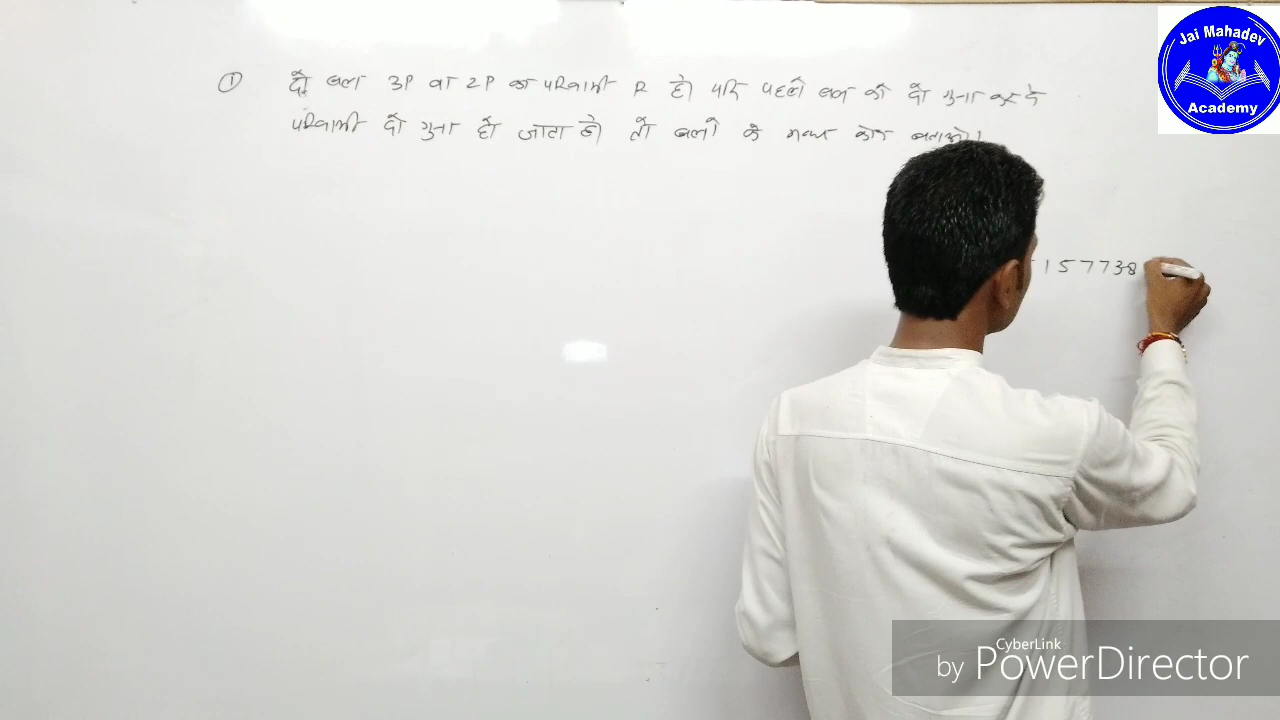 ① दो बलों 3P व 2P का परिणामी R है। यदि पहले बल को दो गुना कर दे
परिणामी दो गुना हो जाता है। तो बलों के मध्य कोण बताओ।
157738
Jai Mahadev
Academy
CyberLink
by PowerDirector